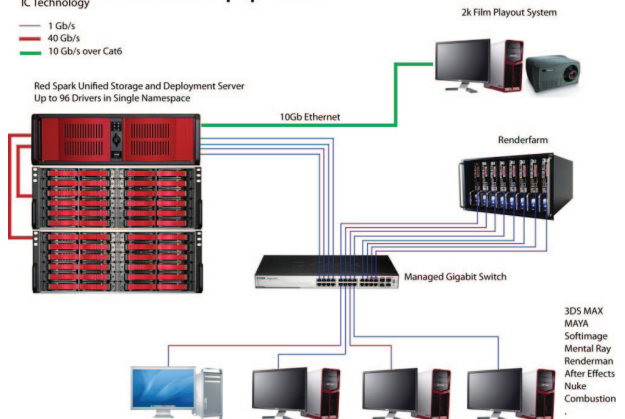 IC Technology
1 Gb/s
40 Gb/s
10 Gb/s over Cat6
2k Film Playout System
Red Spark Unified Storage and Deployment Server
Up to 96 Drivers in Single Namespace
10Gb Ethernet
Renderfarm
Managed Gigabit Switch
3DS MAX
MAYA
Softimage
Mental Ray
Renderman
After Effects
Nuke
Combustion
.